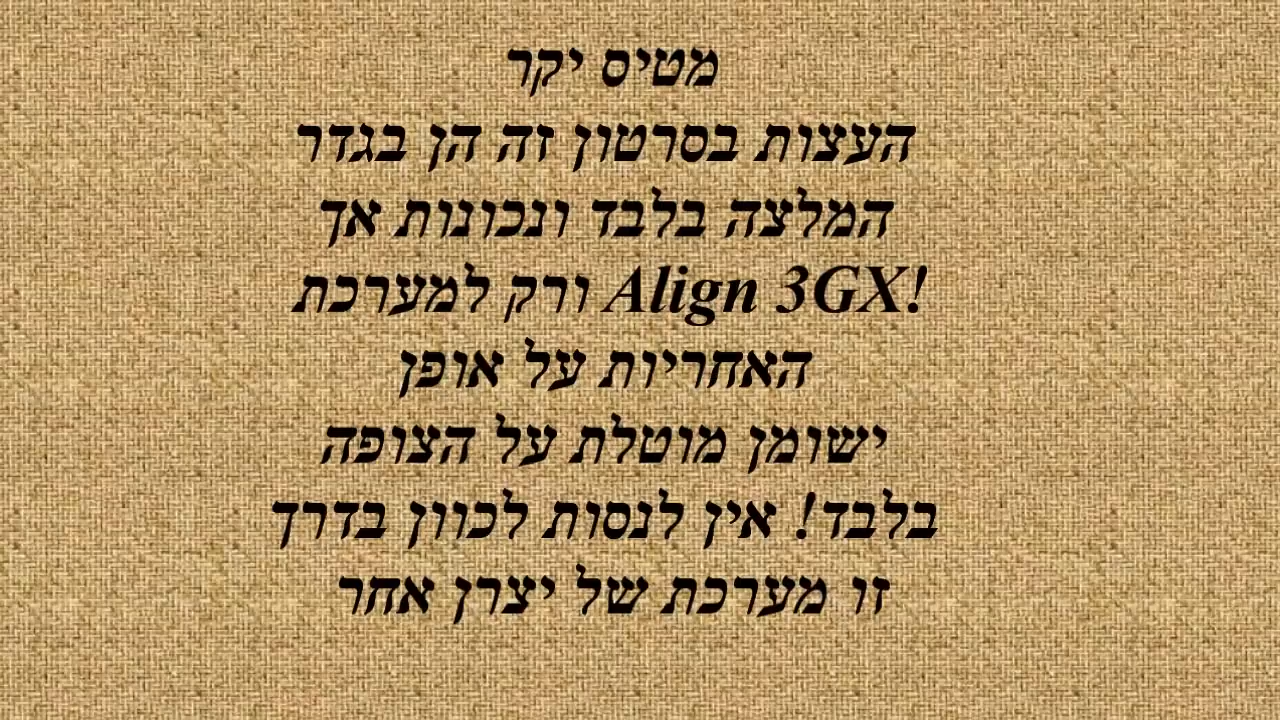 מטיס יקר
העצות בסרטון זה הן בגדר
המלצה בלבד ונכונות אך
ורק למערכת Align 3GX!
האחריות על אופן
ישומן מוטלת על הצופה
בלבד! אין לנסות לכוון בדרך
זו מערכת של יצרן אחר